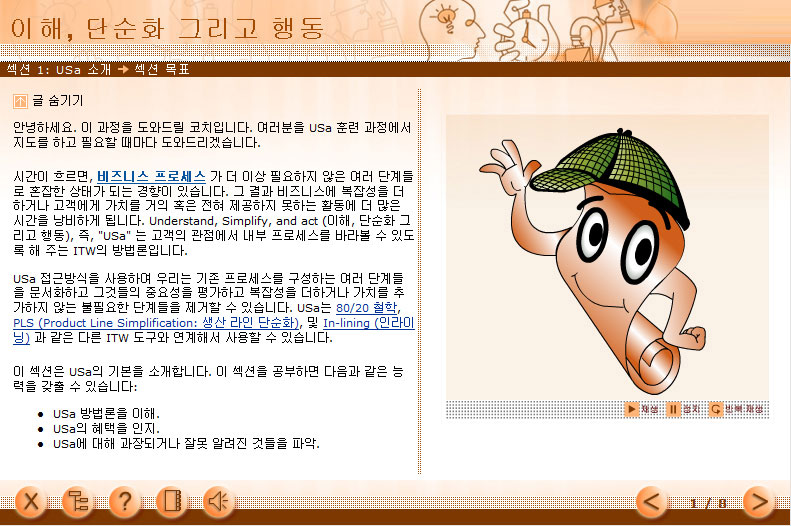 이해, 단순화 그리고 행동
섹션 1: USa 소개 ➔ 섹션 목표
글 숨기기
안녕하세요. 이 과정을 도와드릴 코치입니다. 여러분을 USa 훈련 과정에서
지도를 하고 필요할 때마다 도와드리겠습니다.
시간이 흐르면, 비즈니스 프로세스 가 더 이상 필요하지 않은 여러 단계들
로 혼잡한 상태가 되는 경향이 있습니다. 그 결과 비즈니스에 복잡성을 더
하거나 고객에게 가치를 거의 혹은 전혀 제공하지 못하는 활동에 더 많은
시간을 낭비하게 됩니다. Understand, Simplify, and act (이해, 단순화 그
리고 행동), 즉, "USa" 는 고객의 관점에서 내부 프로세스를 바라볼 수 있도
록 해 주는 ITW의 방법론입니다.
USa 접근방식을 사용하여 우리는 기존 프로세스를 구성하는 여러 단계들
을 문서화하고 그것들의 중요성을 평가하고 복잡성을 더하거나 가치를 추
가하지 않는 불필요한 단계들을 제거할 수 있습니다. USa는 80/20 철학,
PLS (Product Line Simplification: 생산 라인 단순화), 및 In-lining (인라이
닝) 과 같은 다른 ITW 도구와 연계해서 사용할 수 있습니다.
이 섹션은 USa의 기본을 소개합니다. 이 섹션을 공부하면 다음과 같은 능
력을 갖출 수 있습니다:
• USa 방법론을 이해.
• USa의 혜택을 인지.
• USa에 대해 과장되거나 잘못 알려진 것들을 파악.
재생 정지 반복 재생
X ? 1 / 8